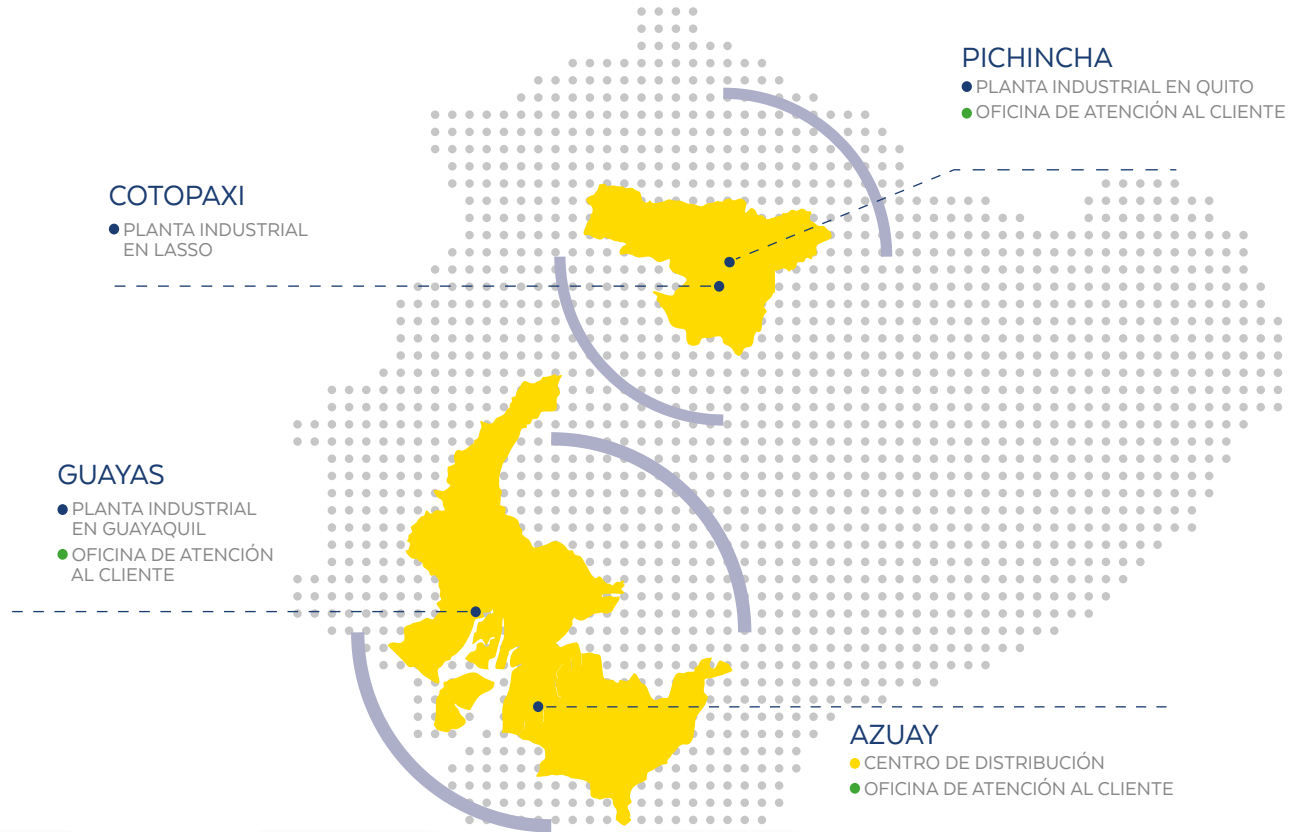 PICHINCHA
PLANTA INDUSTRIAL EN QUITO
OFICINA DE ATENCIÓN AL CLIENTE
COTOPAXI
PLANTA INDUSTRIAL
EN LASSO
GUAYAS
PLANTA INDUSTRIAL
EN GUAYAQUIL
OFICINA DE ATENCIÓN
AL CLIENTE
AZUAY
CENTRO DE DISTRIBUCIÓN
OFICINA DE ATENCIÓN AL CLIENTE